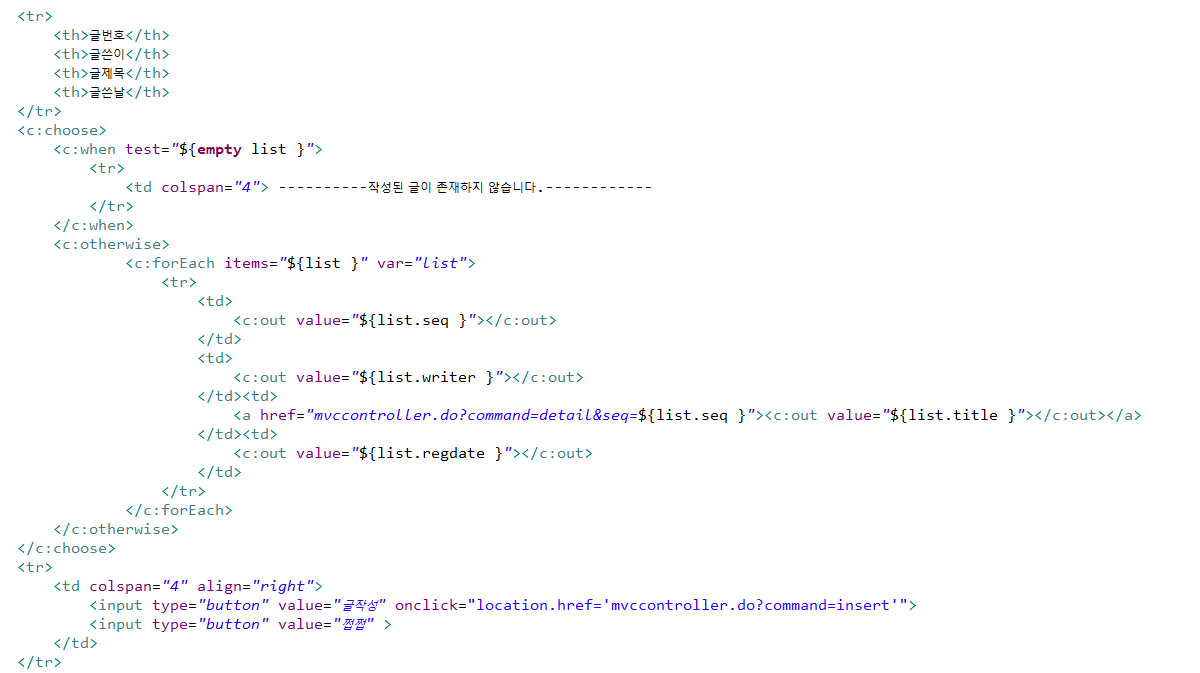 <tr>
    <th>글번호</th>
    <th>글쓴이</th>
    <th>글제목</th>
    <th>글쓴날</th>
</tr>
<c:choose>
    <c:when test="${empty list }">
        <tr>
            <td colspan="4"> ----------작성된 글이 존재하지 않습니다.------------
        </tr>
    </c:when>
    <c:otherwise>
            <c:forEach items="${list }" var="list">
                <tr>
                    <td>
                        <c:out value="${list.seq }"></c:out>
                    </td>
                    <td>
                        <c:out value="${list.writer }"></c:out>
                    </td><td>
                        <a href="mvccontroller.do?command=detail&seq=${list.seq }"><c:out value="${list.title }"></c:out></a>
                    </td><td>
                        <c:out value="${list.regdate }"></c:out>
                    </td>
                </tr>
            </c:forEach>
    </c:otherwise>
</c:choose>
<tr>
    <td colspan="4" align="right">
        <input type="button" value="글작성" onclick="location.href='mvccontroller.do?command=insert'">
        <input type="button" value="쩝쩝" >
    </td>
</tr>